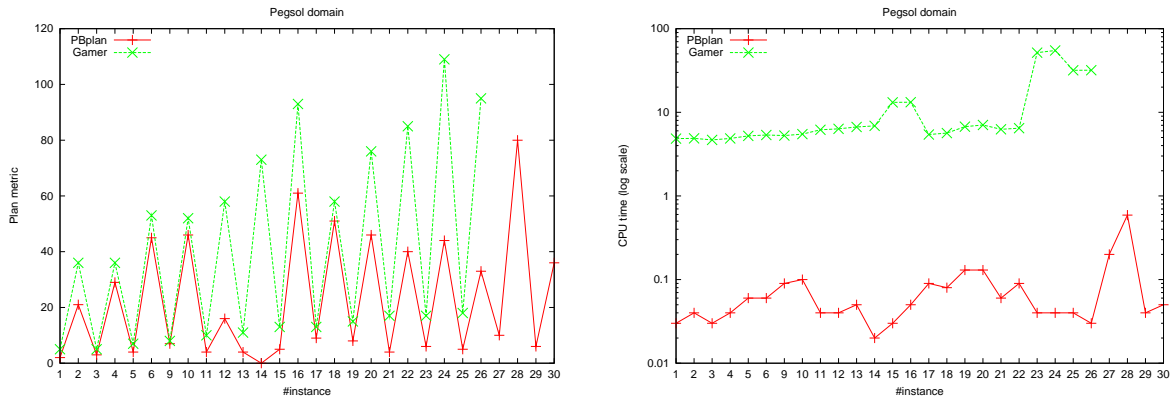 Pegsol domain
PBplan
Gamer
120
100
80
60
40
20
0
Plan metric
1 2 3 4 5 6 9 10 11 12 13 14 15 16 17 18 19 20 21 22 23 24 25 26 27 28 29 30
#instance
Pegsol domain
PBplan
Gamer
100
10
1
0.1
0.01
CPU time (log scale)
1 2 3 4 5 6 9 10 11 12 13 14 15 16 17 18 19 20 21 22 23 24 25 26 27 28 29 30
#instance